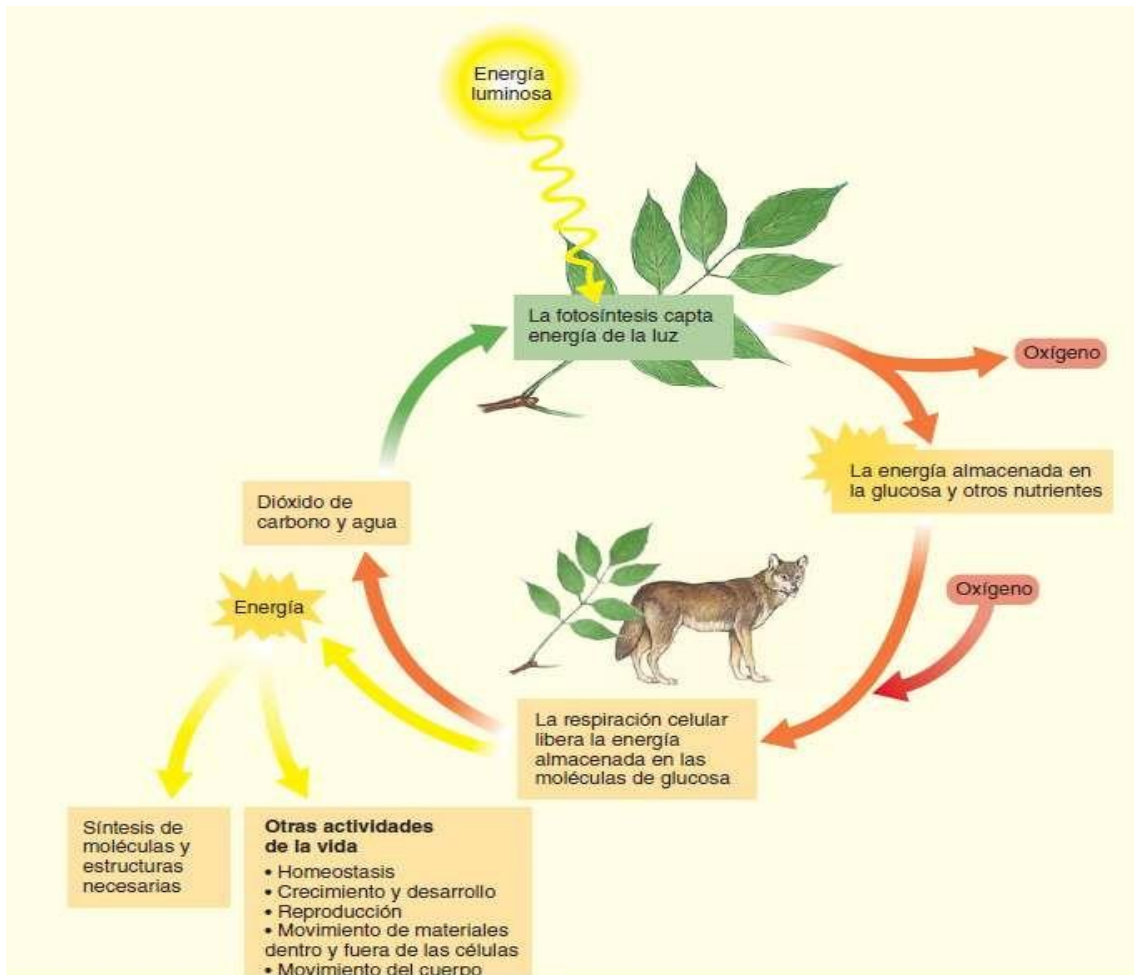 Energía
luminosa
La fotosíntesis capta
energía de la luz
Oxígeno
La energía almacenada en
la glucosa y otros nutrientes
Dióxido de
carbono y agua
Oxígeno
Energía
La respiración celular
libera la energía
almacenada en las
moléculas de glucosa
Síntesis de
moléculas y
estructuras
necesarias
Otras actividades
de la vida
• Homeostasis
• Crecimiento y desarrollo
• Reproducción
• Movimiento de materiales
dentro y fuera de las células
• Movimiento del cuerpo